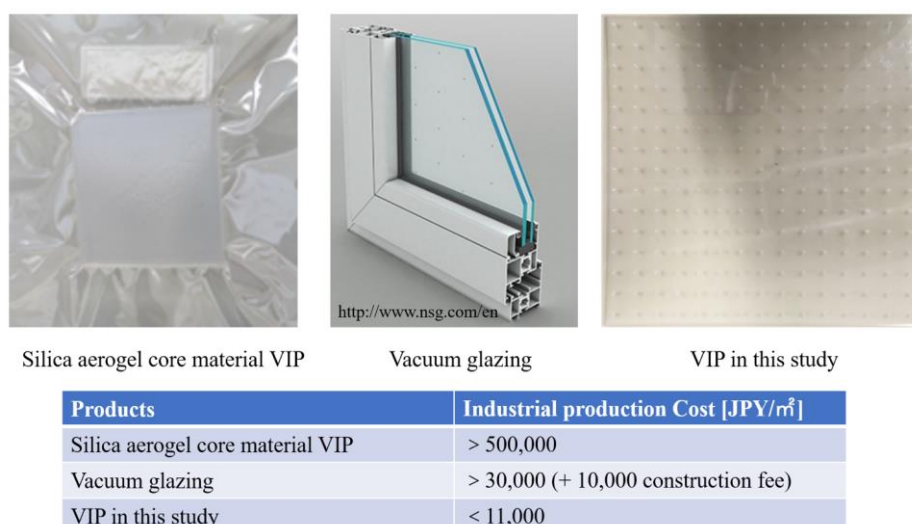 http://www.nsg.com/en
Silica aerogel core material VIP
Vacuum glazing
VIP in this study
Products
Industrial production Cost [JPY/㎡]
Silica aerogel core material VIP
> 500,000
Vacuum glazing
> 30,000 (+ 10,000 construction fee)
VIP in this study
< 11,000